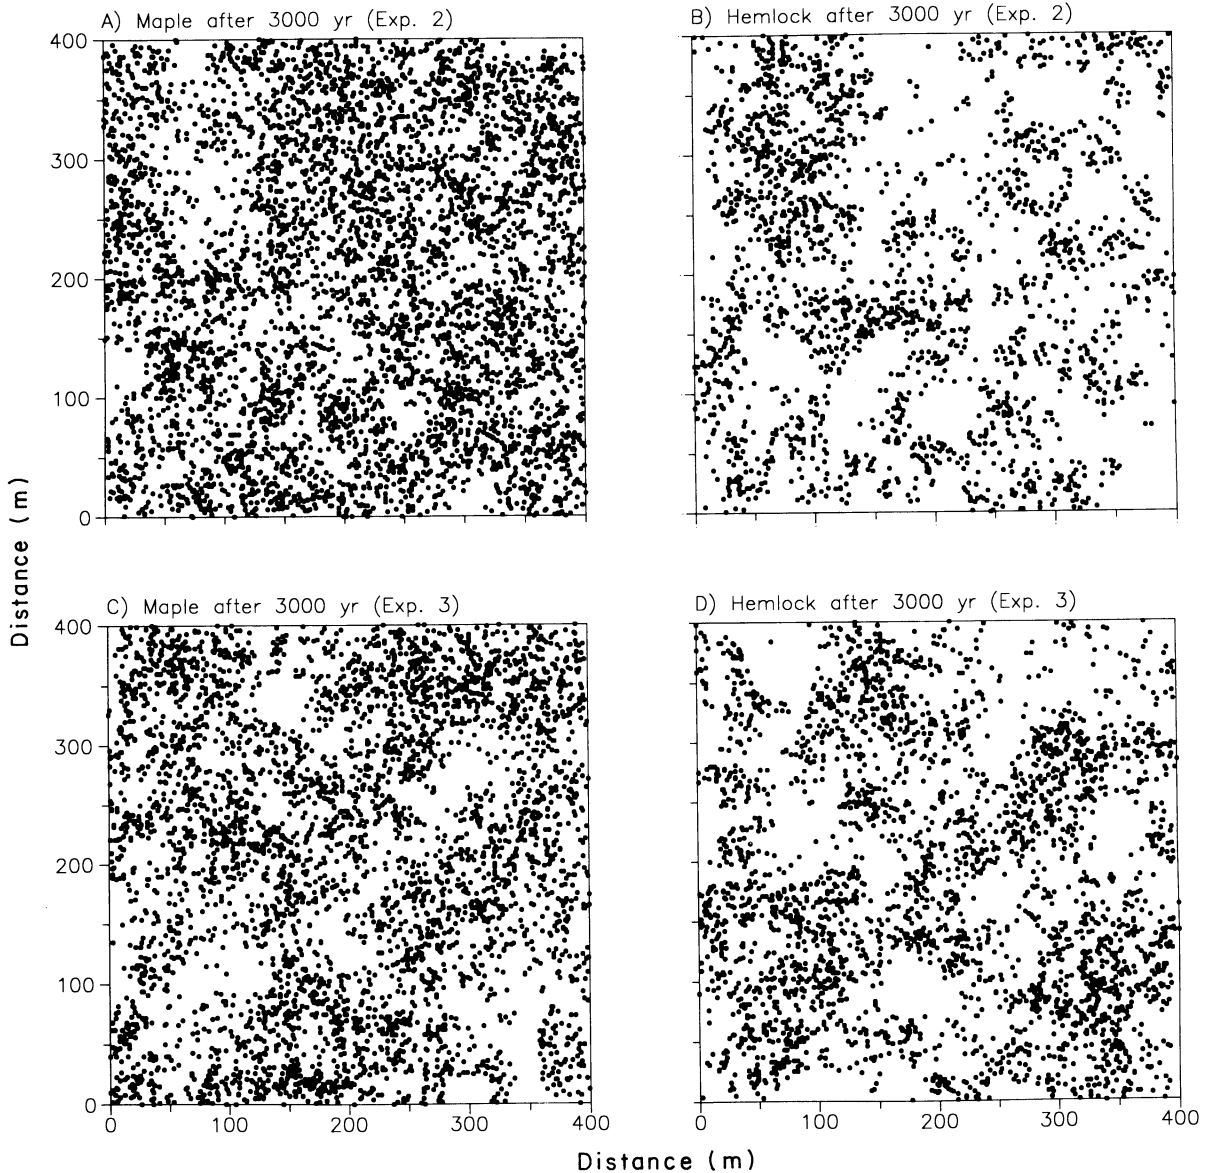 A) Maple after 3000 yr (Exp. 2)
B) Hemlock after 3000 yr (Exp. 2)
400
300
200
100
0
Distance (m)
C) Maple after 3000 yr (Exp. 3)
D) Hemlock after 3000 yr (Exp. 3)
400
300
200
100
0
0 100 200 300 400
0 100 200 300 400
Distance (m)